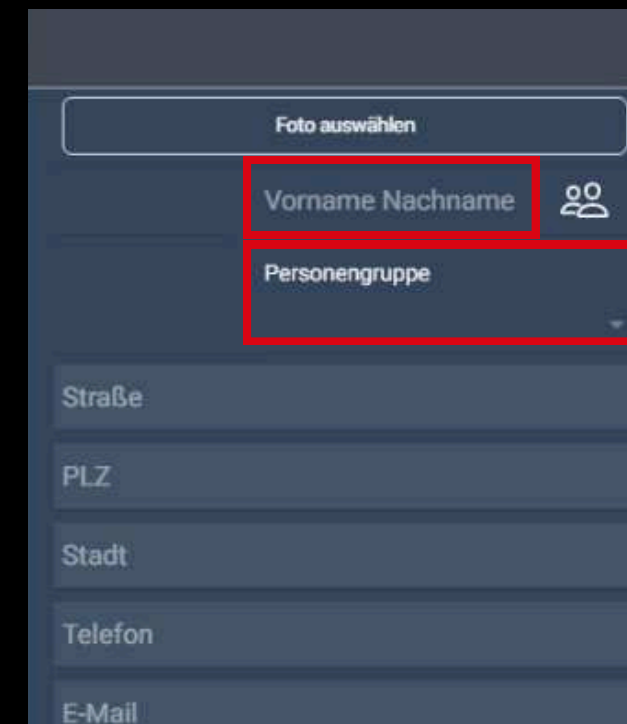 Foto auswählen
Vorname Nachname
Personengruppe
Straße
PLZ
Stadt
Telefon
E-Mail